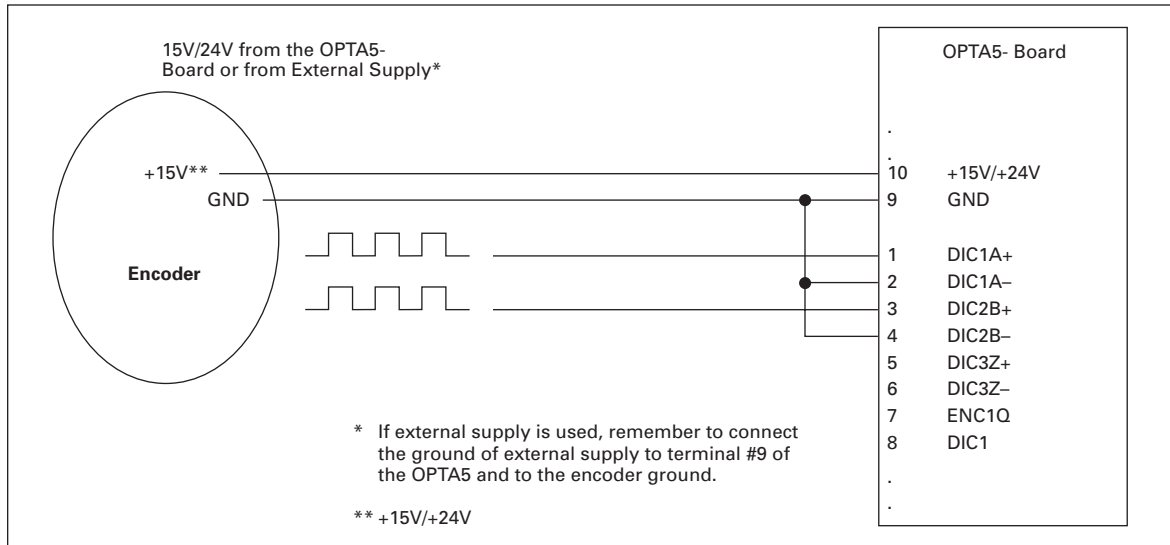 15V/24V from the OPTA5-
Board or from External Supply*
OPTA5- Board
.
.
+15V**
10 +15V/+24V
GND
9 GND
Encoder
1 DIC1A+
2 DIC1A–
3 DIC2B+
4 DIC2B–
5 DIC3Z+
6 DIC3Z–
7 ENC1Q
8 DIC1
.
.
* If external supply is used, remember to connect
the ground of external supply to terminal #9 of
the OPTA5 and to the encoder ground.
** +15V/+24V